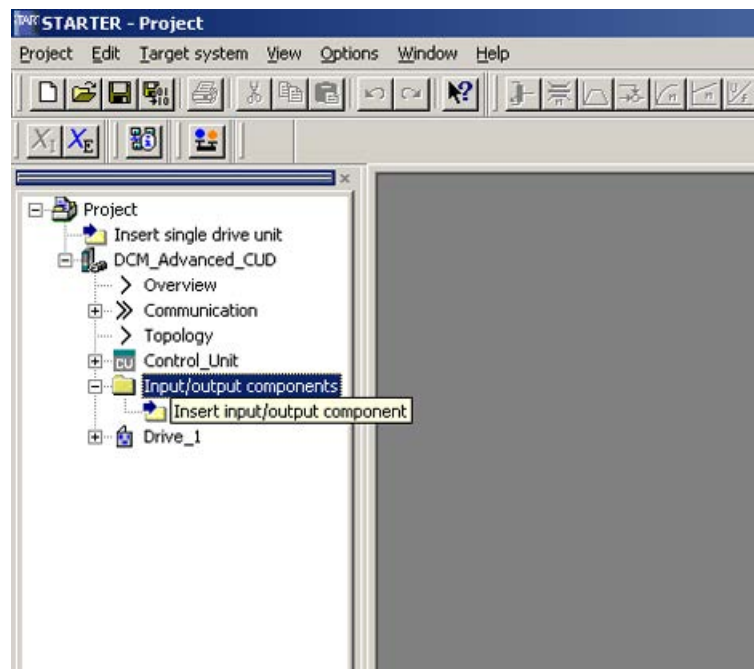 STARTER - Project
Project Edit Target system View Options Window Help
Project
Insert single drive unit
DCM_Advanced_CUD
Overview
Communication
Topology
CU Control_Unit
Input/output components
Insert input/output component
Drive_1